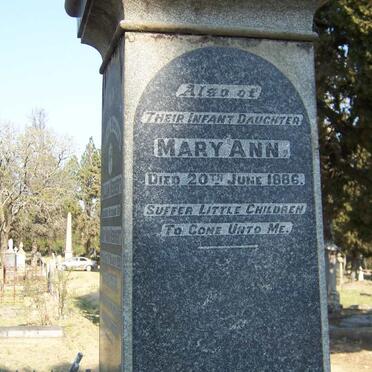 Also of
Their Infant Daughter
Mary Ann.
Died 20th June 1886.
Suffer Little Children
To Come Unto Me.